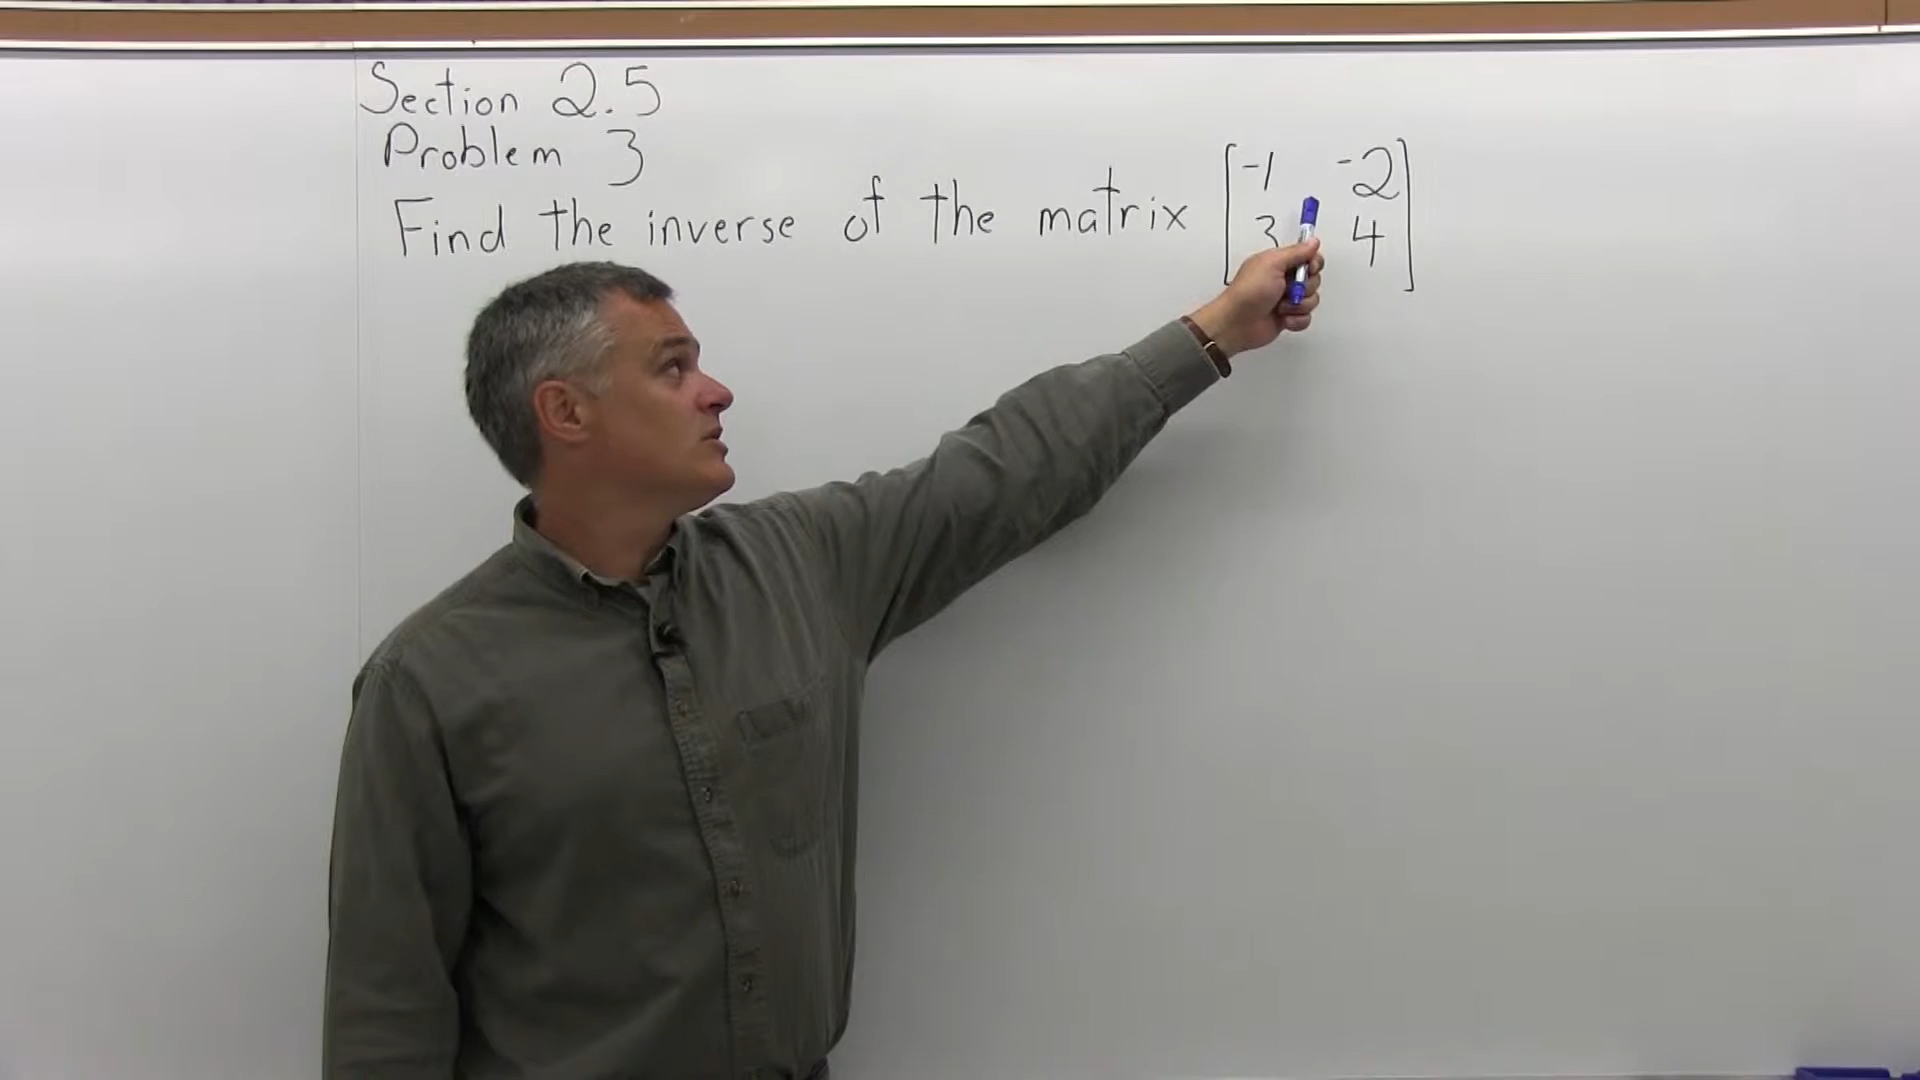 Section 2.5
Problem 3
Find the inverse of the matrix [-1 -2
3 4]